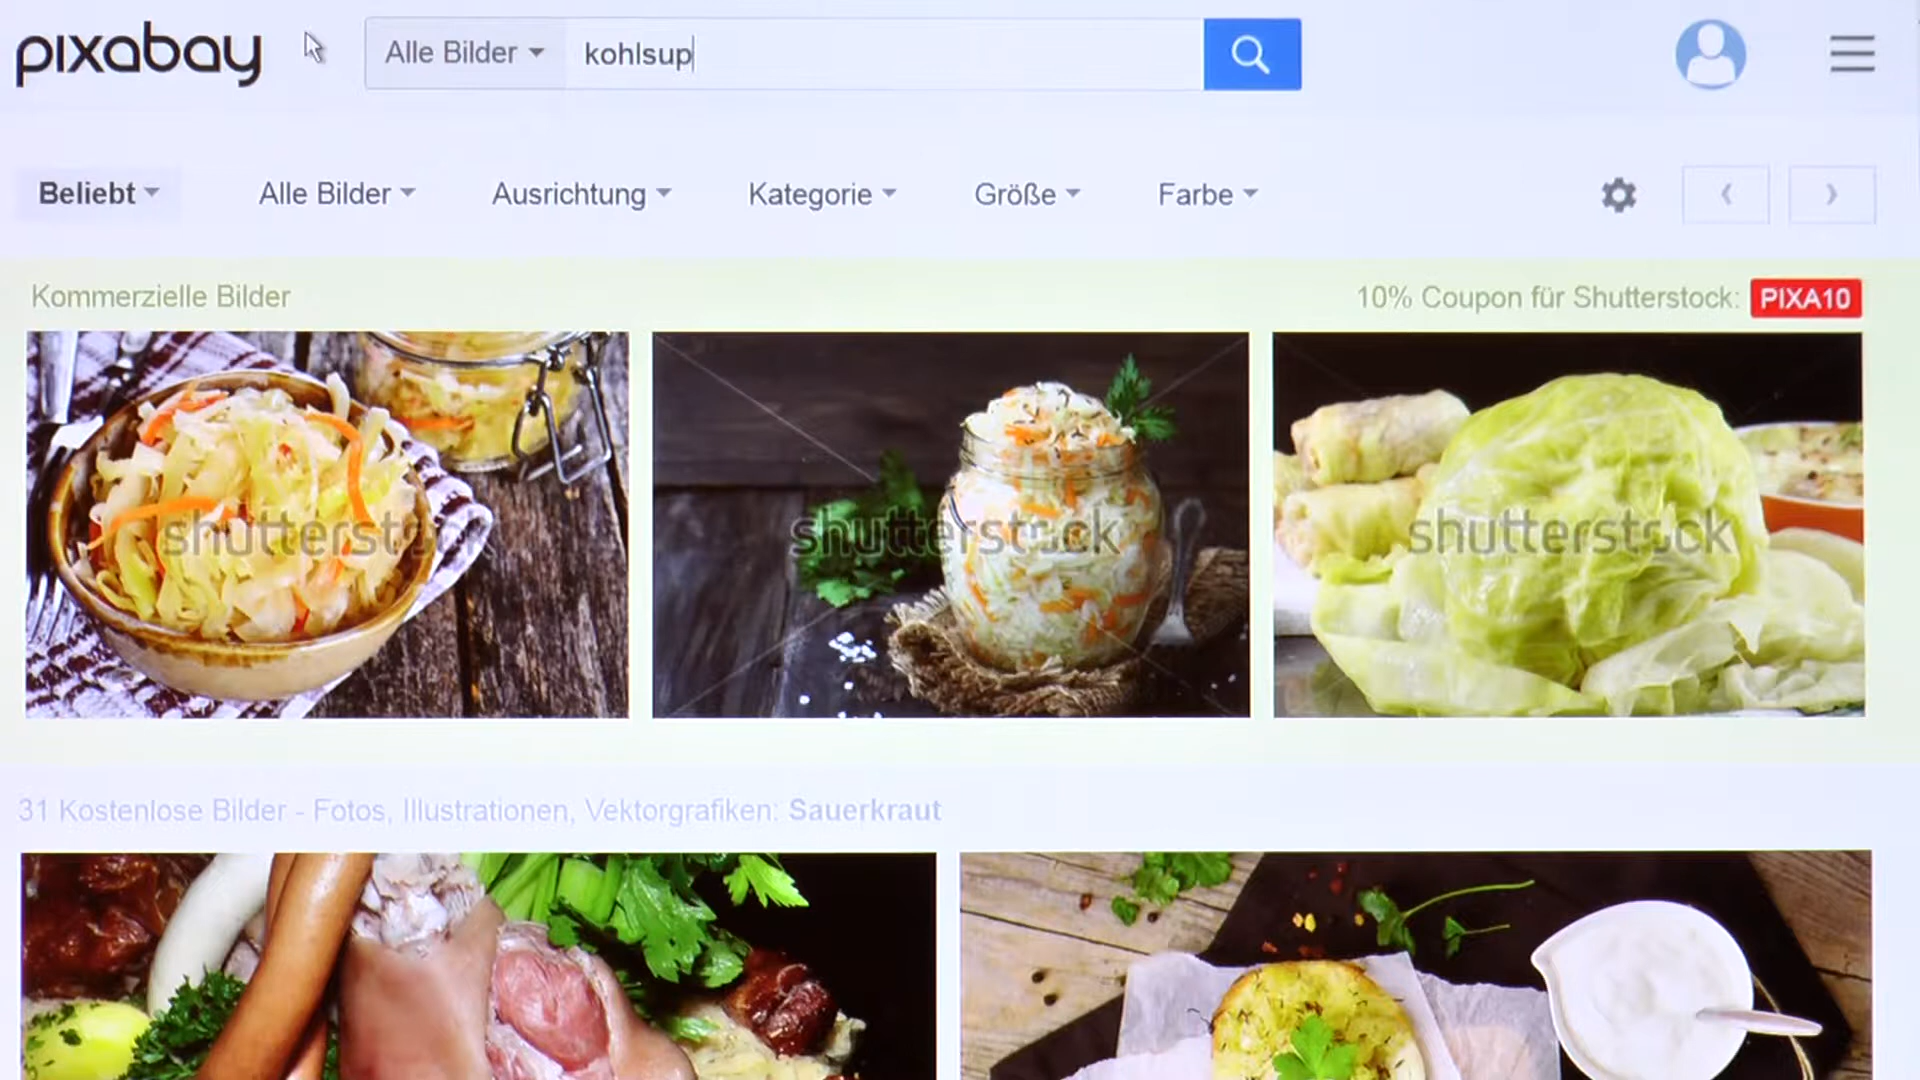 pixabay
Alle Bilder
kohlsup
Beliebt
Alle Bilder
Ausrichtung
Kategorie
Größe
Farbe
Kommerzielle Bilder
10% Coupon für Shutterstock: PIXA10
shutterstock
shutterstock
shutterstock
31 Kostenlose Bilder - Fotos, Illustrationen, Vektorgrafiken: Sauerkraut